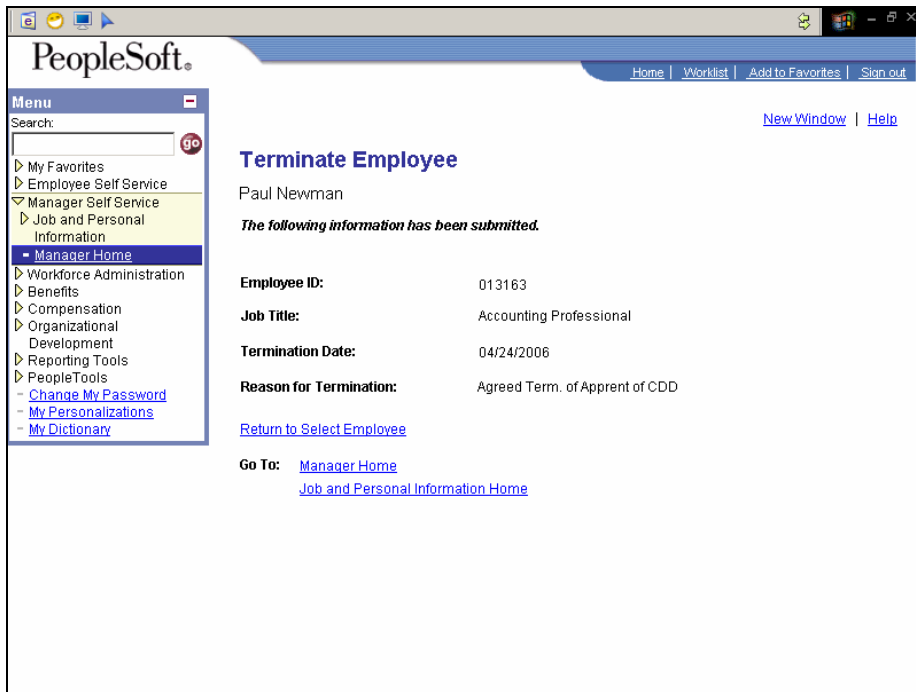 PeopleSoft®
Home | Worklist | Add to Favorites | Sign out
Menu
Search:
go
My Favorites
Employee Self Service
Manager Self Service
Job and Personal
Information
Manager Home
Workforce Administration
Benefits
Compensation
Organizational
Development
Reporting Tools
PeopleTools
Change My Password
My Personalizations
My Dictionary
New Window | Help
Terminate Employee
Paul Newman
The following information has been submitted.
Employee ID: 013163
Job Title: Accounting Professional
Termination Date: 04/24/2006
Reason for Termination: Agreed Term. of Apprent of CDD
Return to Select Employee
Go To: Manager Home
Job and Personal Information Home